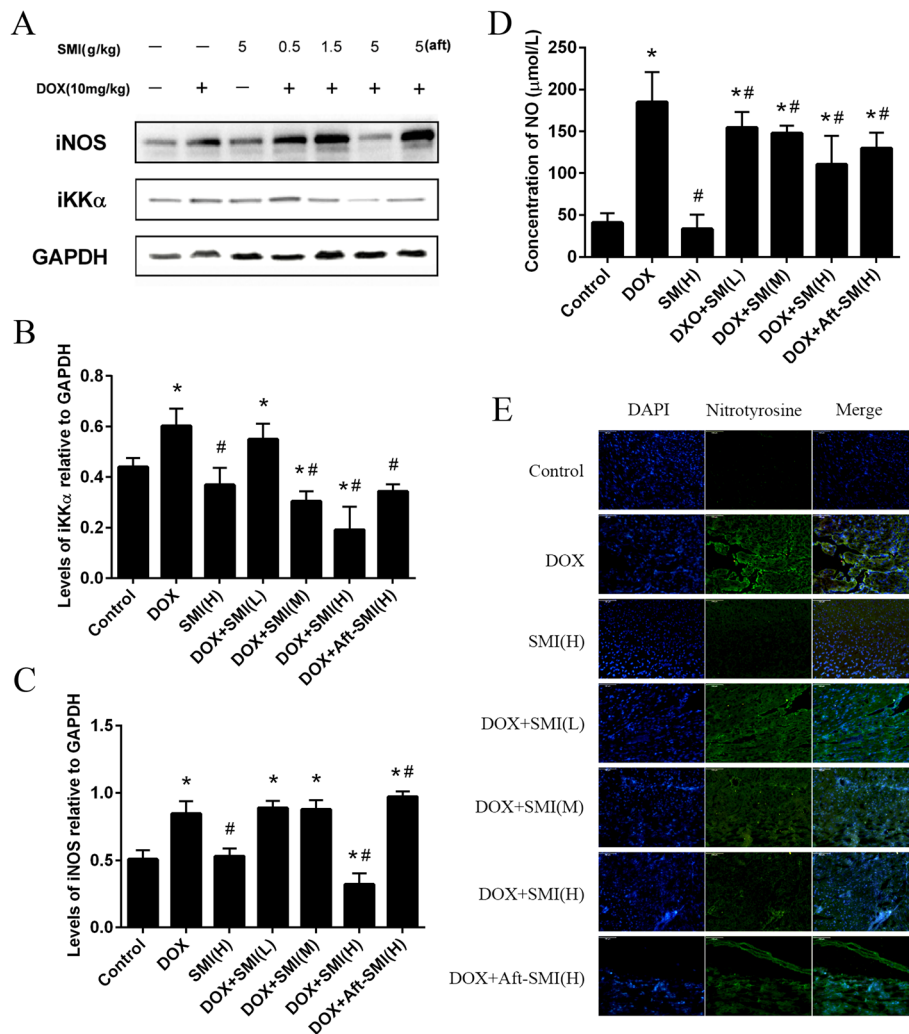 A
SMI(g/kg) — — 5 0.5 1.5 5 5(aft)
DOX(10mg/kg) — + — + + + +
iNOS
iKKα
GAPDH
B
Levels of iKKα relative to GAPDH
0.8
0.6
0.4
0.2
0.0
* # * * # * # #
Control DOX SMI(H) DOX+SMI(L) DOX+SMI(M) DOX+SMI(H) DOX+Aft-SMI(H)
C
Levels of iNOS relative to GAPDH
1.5
1.0
0.5
0.0
* # * * * # * #
Control DOX SMI(H) DOX+SMI(L) DOX+SMI(M) DOX+SMI(H) DOX+Aft-SMI(H)
D
Concentration of NO (μmol/L)
250
200
150
100
50
0
* # * # * # * # * #
Control DOX SM(H) DXO+SM(L) DOX+SM(M) DOX+SM(H) DOX+Aft-SM(H)
E
DAPI Nitrotyrosine Merge
Control
DOX
SMI(H)
DOX+SMI(L)
DOX+SMI(M)
DOX+SMI(H)
DOX+Aft-SMI(H)